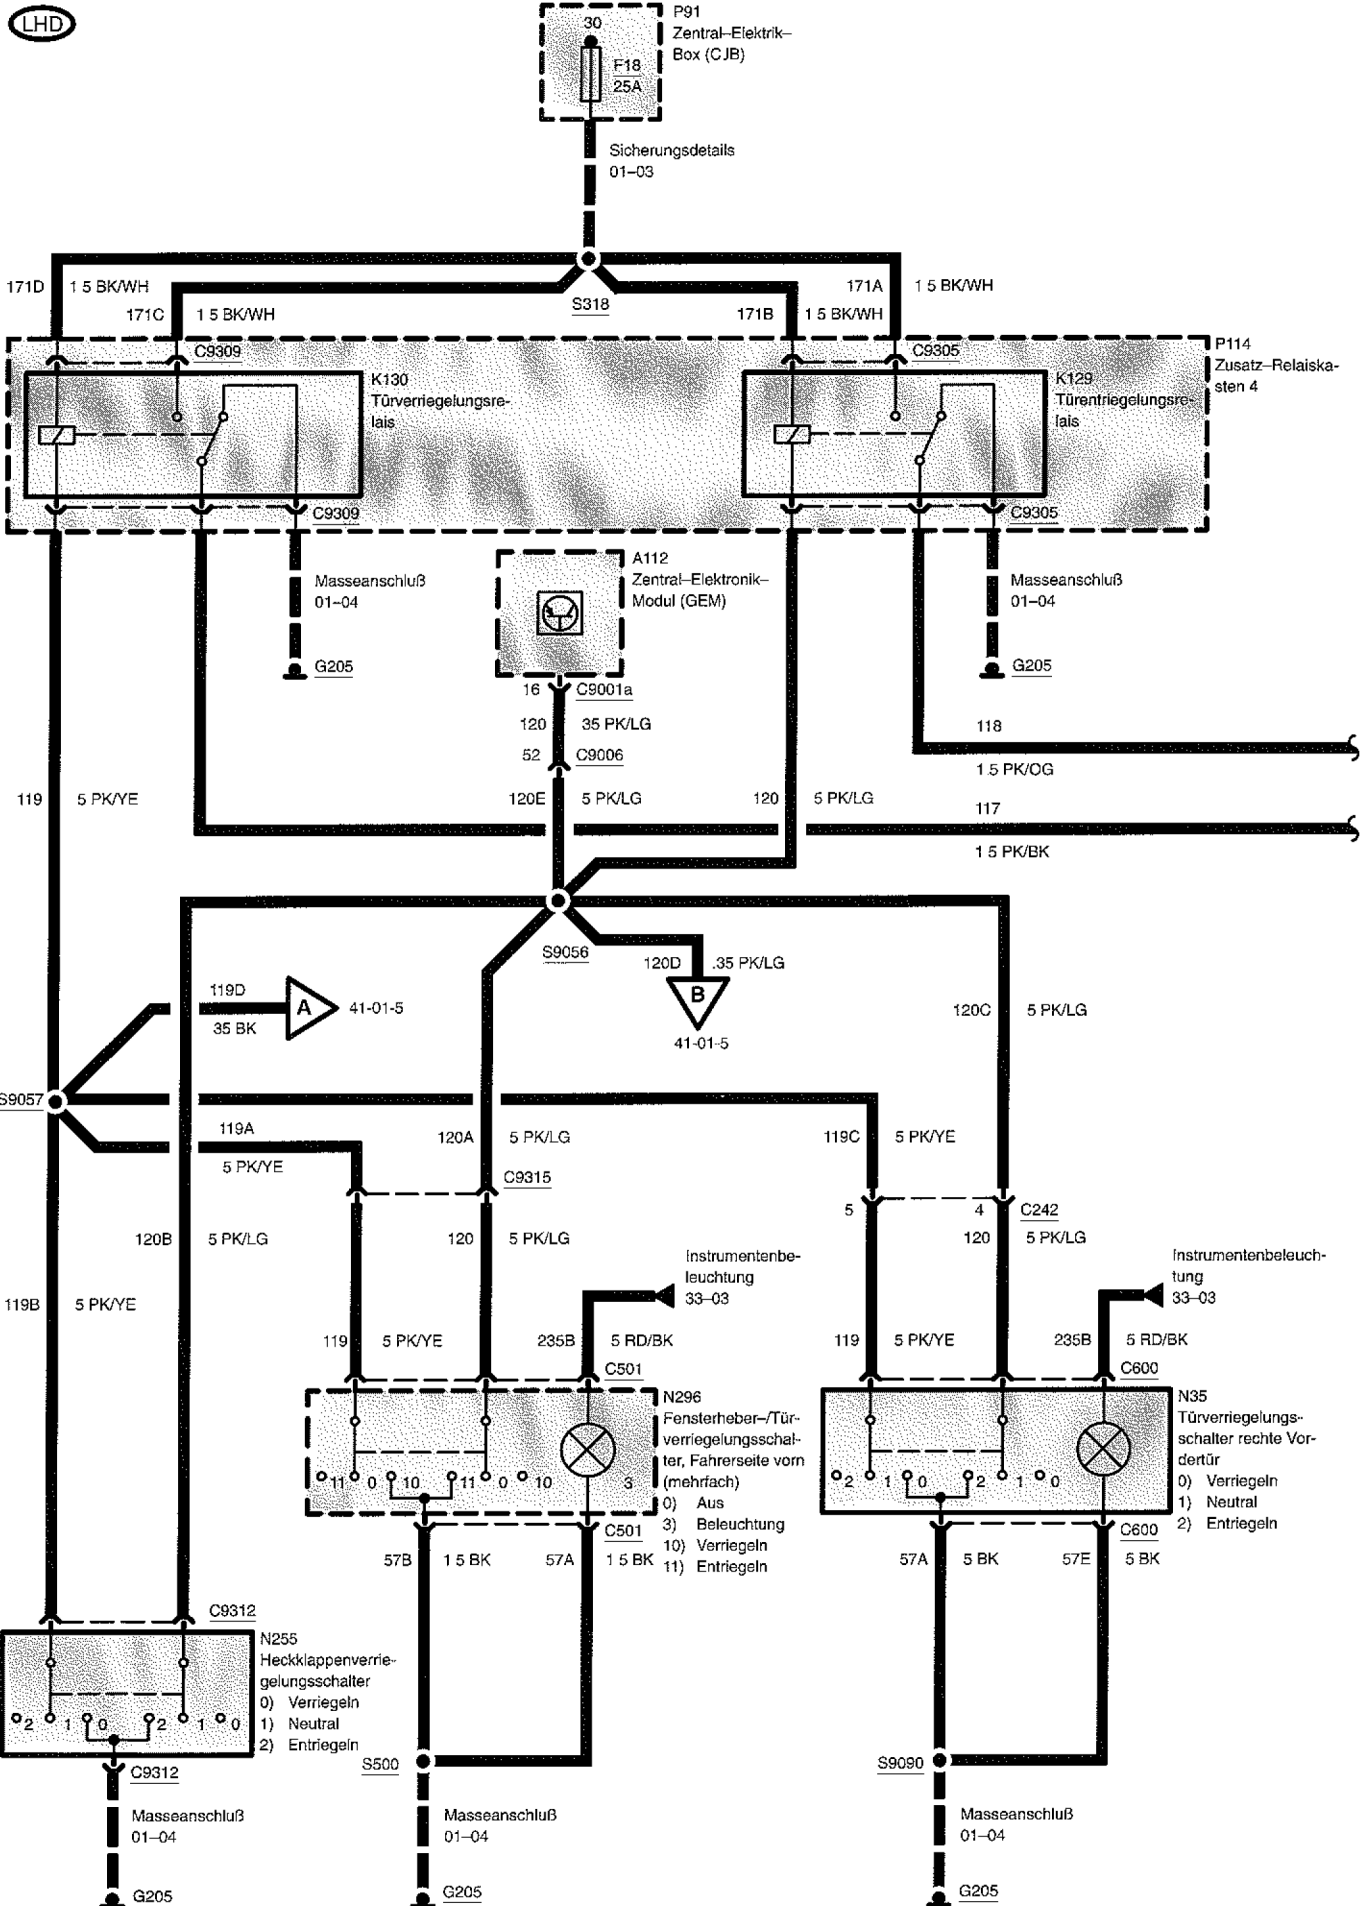 LHD
30
F18
25A
P91
Zentral–Elektrik–
Box (CJB)
Sicherungsdetails
01–03
171D
1 5 BK/WH
171C
1 5 BK/WH
S318
171B
1 5 BK/WH
171A
1 5 BK/WH
C9309
C9305
P114
Zusatz–Relaiska-
sten 4
K130
Türverriegelungsre-
lais
K129
Türentriegelungsre-
lais
C9309
C9305
Masseanschluß
01–04
G205
A112
Zentral–Elektronik–
Modul (GEM)
Masseanschluß
01–04
G205
16
C9001a
120
35 PK/LG
52
C9006
118
1.5 PK/OG
119
5 PK/YE
120E
5 PK/LG
120
5 PK/LG
117
1 5 PK/BK
S9056
120D
.35 PK/LG
B
41-01-5
119D
35 BK
A
41-01-5
120C
5 PK/LG
S9057
119A
5 PK/YE
120A
5 PK/LG
119C
5 PK/YE
C9315
5
4
C242
120B
5 PK/LG
120
5 PK/LG
120
5 PK/LG
Instrumentenbe-
leuchtung
33–03
Instrumentenbeleuch-
tung
33–03
119B
5 PK/YE
119
5 PK/YE
235B
5 RD/BK
119
5 PK/YE
235B
5 RD/BK
C501
C600
N296
Fensterheber–/Tür-
verriegelungsschal-
ter, Fahrerseite vorn
(mehrfach)
0) Aus
3) Beleuchtung
10) Verriegeln
11) Entriegeln
11 0 10 11 0 10 3
N35
Türverriegelungs-
schalter rechte Vor-
dertür
0) Verriegeln
1) Neutral
2) Entriegeln
2 1 0 2 1 0
C501
C600
57B
1 5 BK
57A
1 5 BK
57A
5 BK
57E
5 BK
C9312
N255
Heckklappenverrie-
gelungsschalter
0) Verriegeln
1) Neutral
2) Entriegeln
2 1 0 2 1 0
C9312
S500
S9090
Masseanschluß
01–04
G205
Masseanschluß
01–04
G205
Masseanschluß
01–04
G205